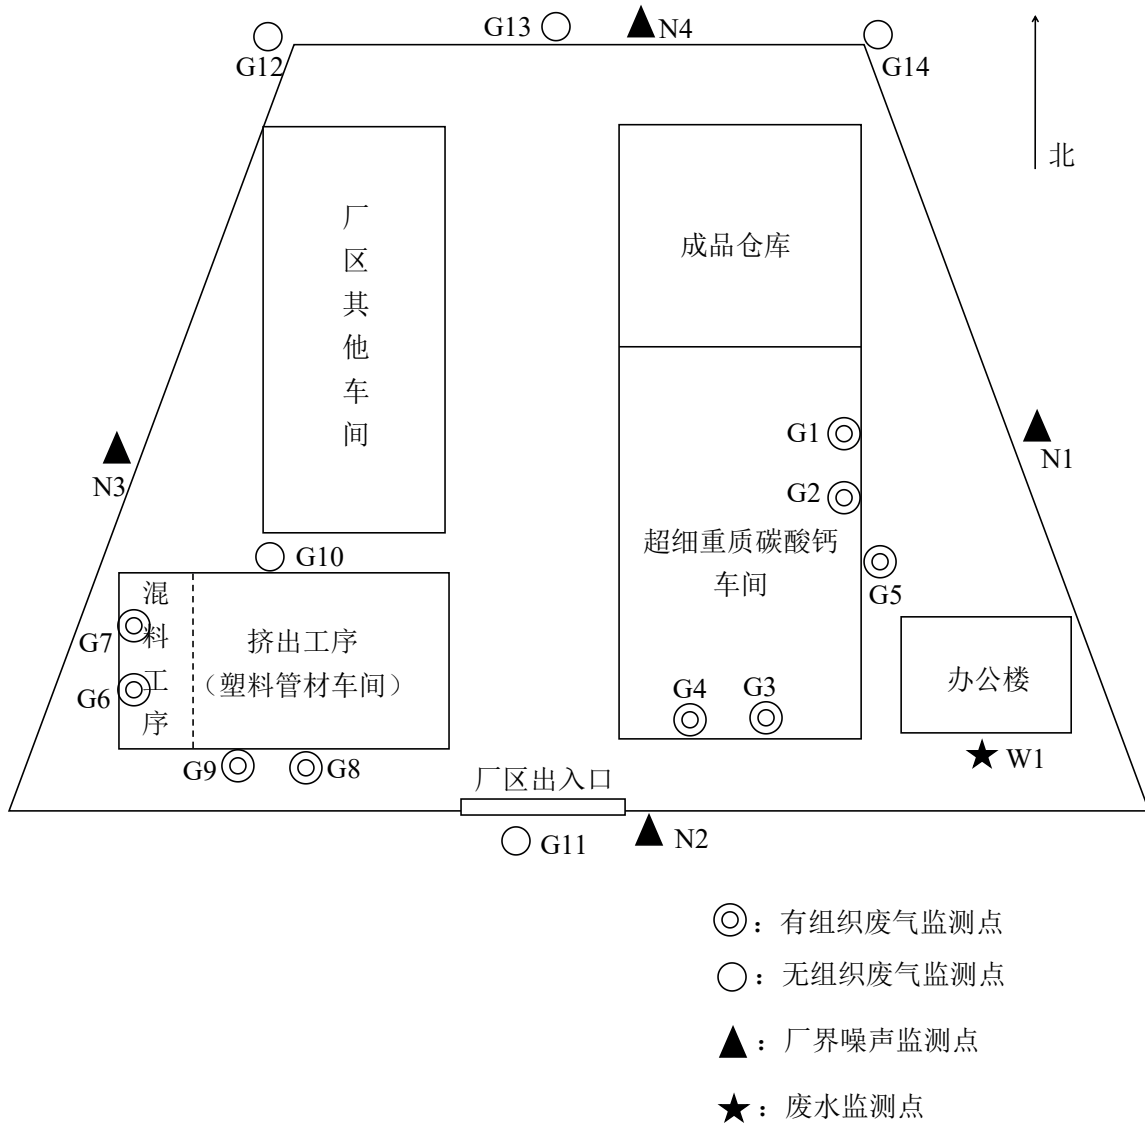 G13
N4
G12
G14
北
厂区其他车间
成品仓库
G1
G2
N3
N1
超细重质碳酸钙
车间
G10
G5
混料工序
G7
挤出工序
（塑料管材车间）
G6
G4
G3
办公楼
G9
G8
W1
厂区出入口
G11
N2
：有组织废气监测点
：无组织废气监测点
：厂界噪声监测点
：废水监测点